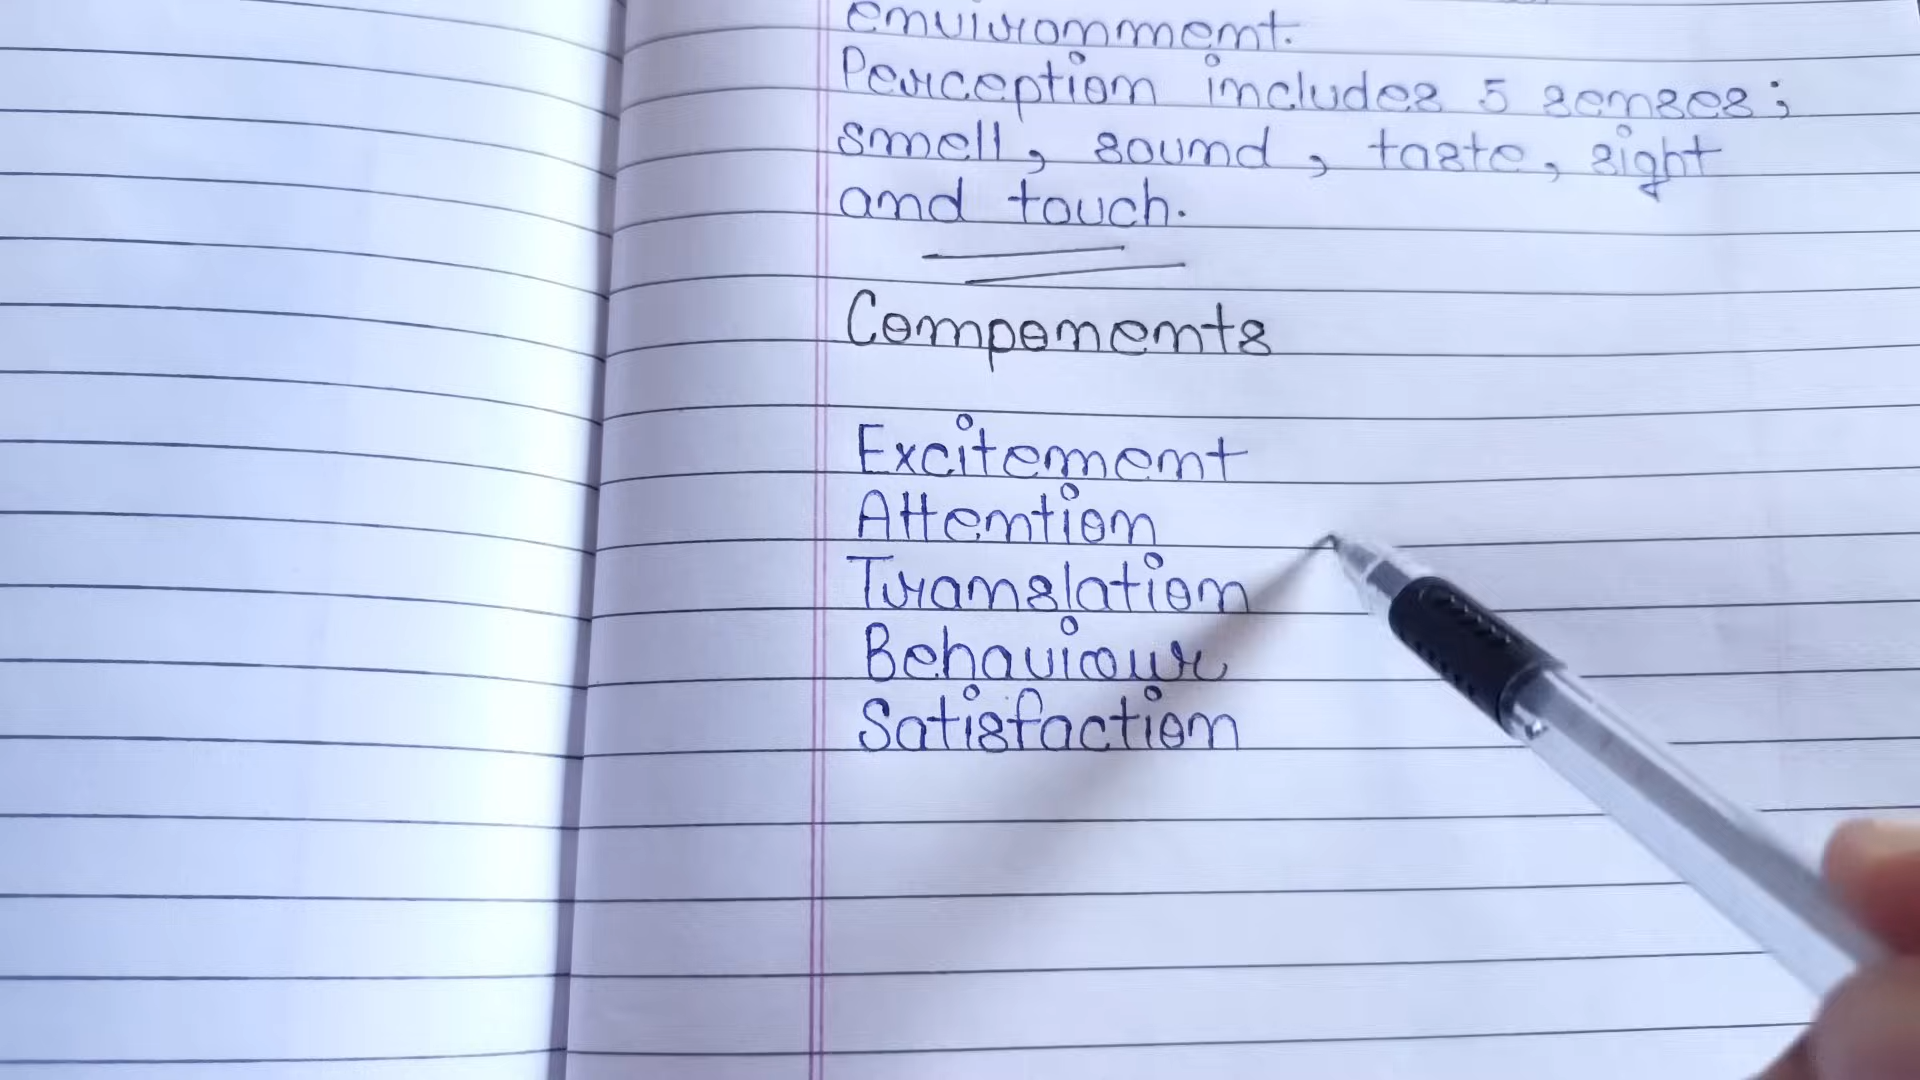 environment.
Perception includes 5 senses;
smell, sound, taste, sight
and touch.
Components
Excitement
Attention
Translation
Behaviour
Satisfaction